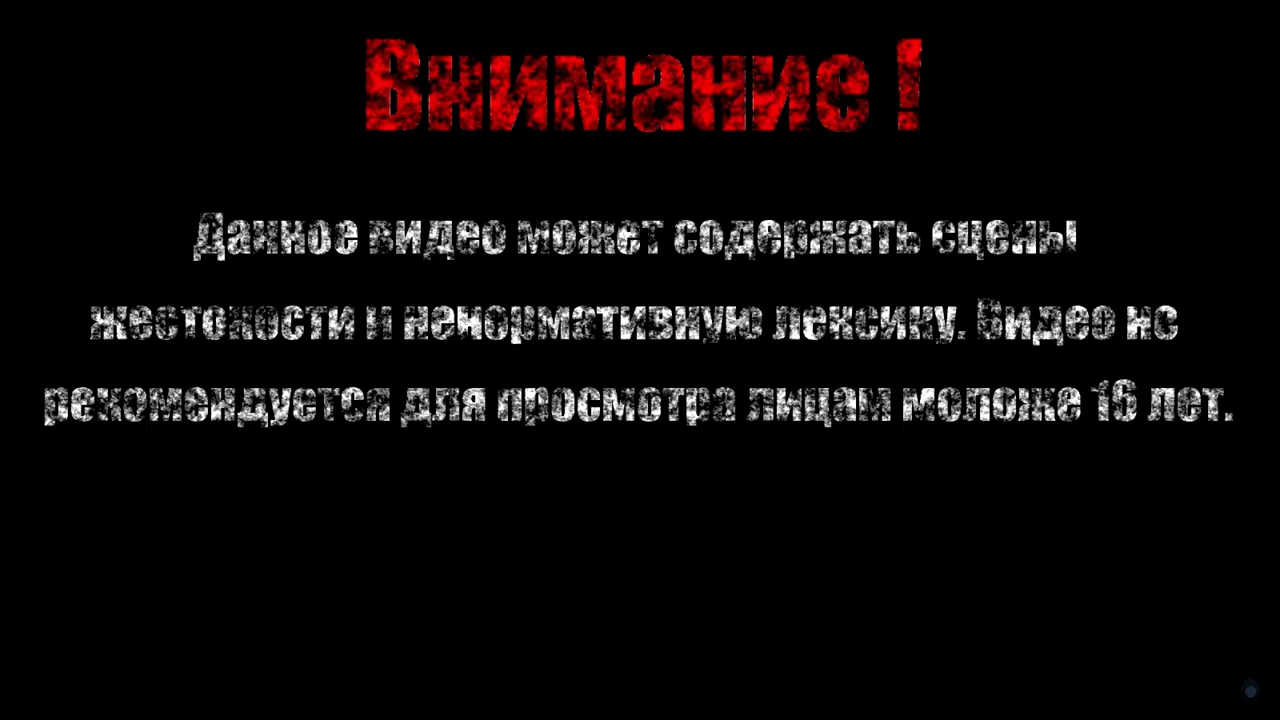 Внимание !
Данное видео может содержать сцены
жестокости и ненормативную лексику. Видео не
рекомендуется для просмотра лицам моложе 16 лет.